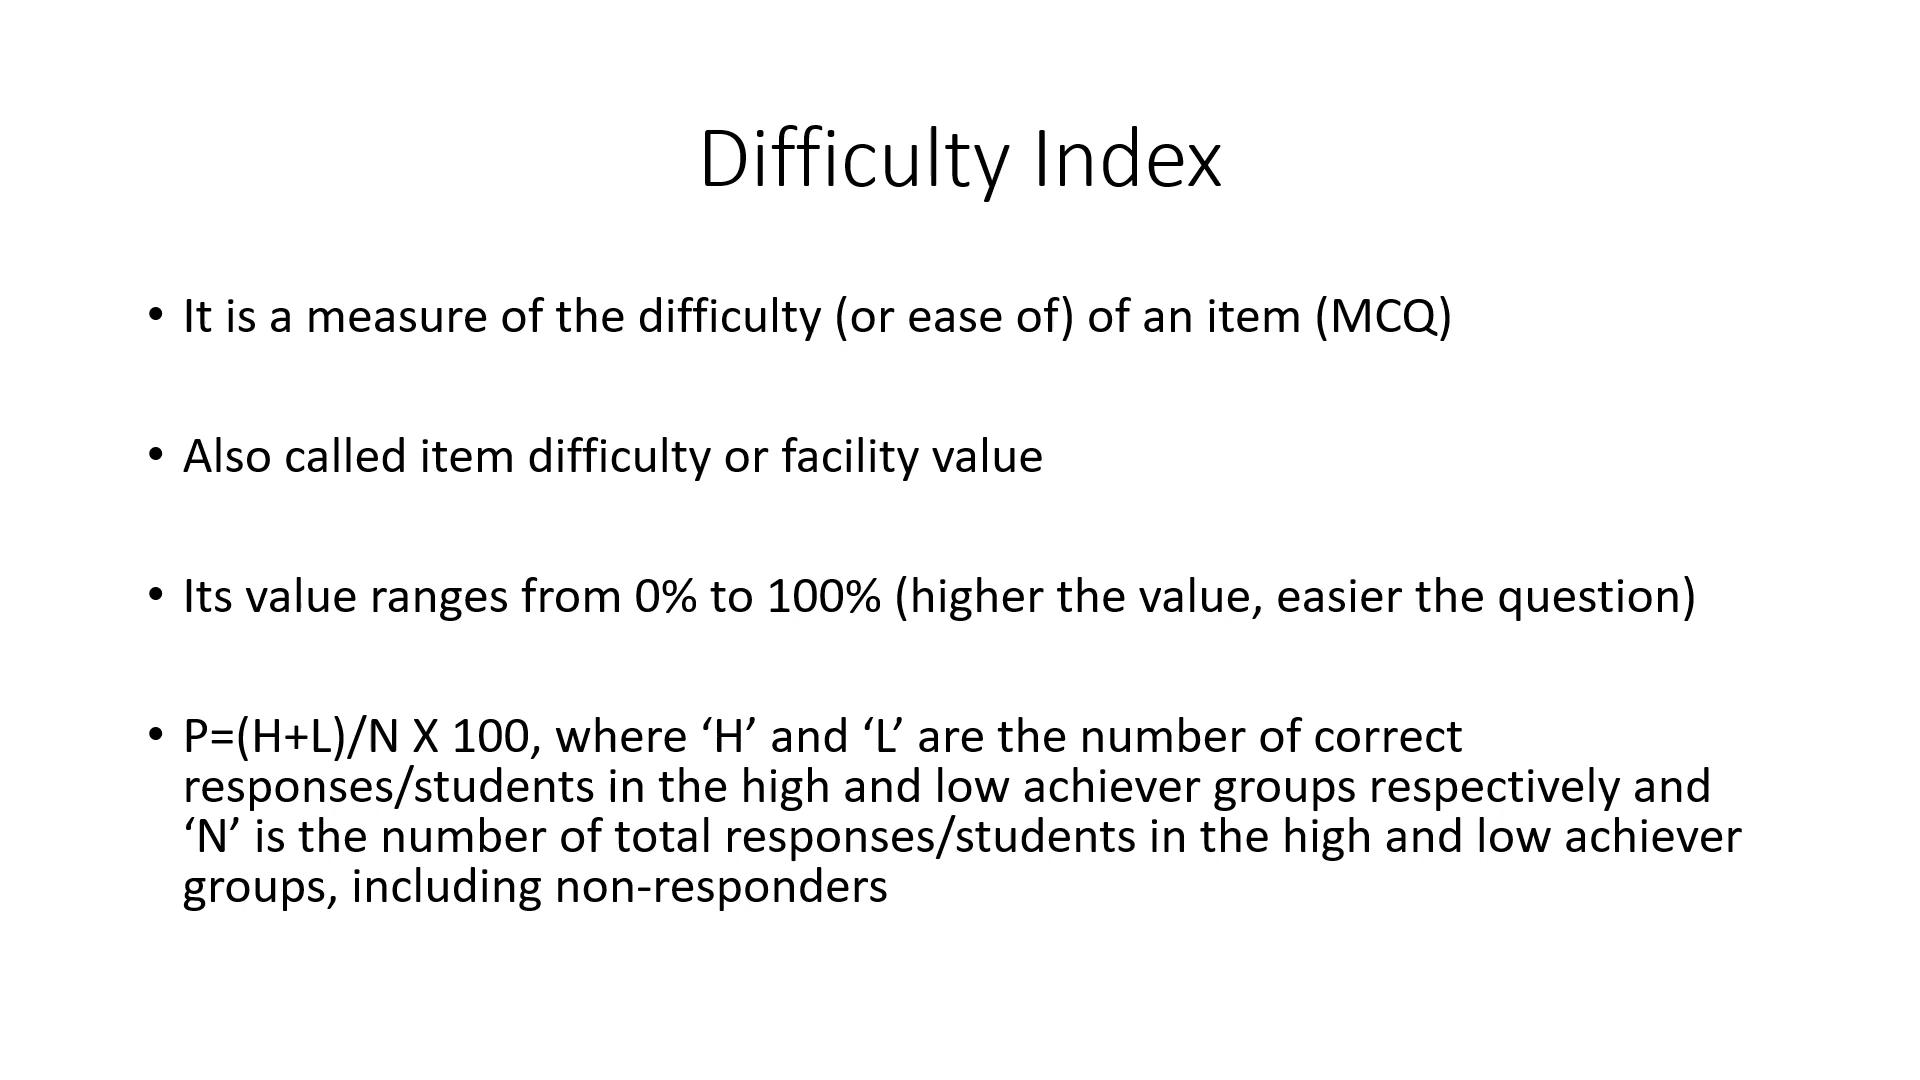 Difficulty Index
• It is a measure of the difficulty (or ease of) of an item (MCQ)
• Also called item difficulty or facility value
• Its value ranges from 0% to 100% (higher the value, easier the question)
• P=(H+L)/N X 100, where ‘H’ and ‘L’ are the number of correct
responses/students in the high and low achiever groups respectively and
‘N’ is the number of total responses/students in the high and low achiever
groups, including non-responders